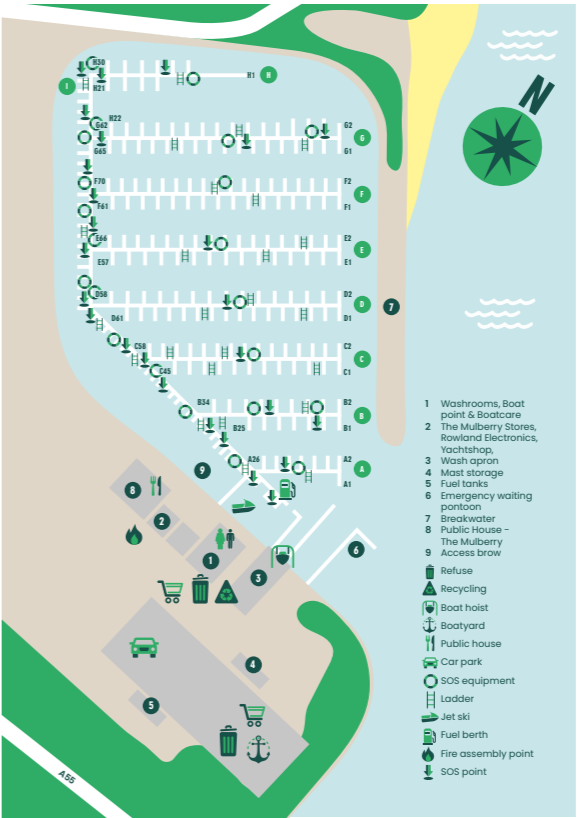 N
H30
H1 H
I
H21
H22
G62
G2
G
G65
G1
F70
F2
F
F61
F1
E66
E2
E
E57
E1
D58
D2
D
D61
D1
7
C58
C2
C
C45
C1
B34
B2
B
B25
B1
A26
A2
A
A1
9
8
2
1
6
3
4
5
A55
1 Washrooms, Boat
point & Boatcare
2 The Mulberry Stores,
Rowland Electronics,
Yachtshop,
3 Wash apron
4 Mast storage
5 Fuel tanks
6 Emergency waiting
pontoon
7 Breakwater
8 Public House -
The Mulberry
9 Access brow
Refuse
Recycling
Boat hoist
Boatyard
Public house
Car park
SOS equipment
Ladder
Jet ski
Fuel berth
Fire assembly point
SOS point